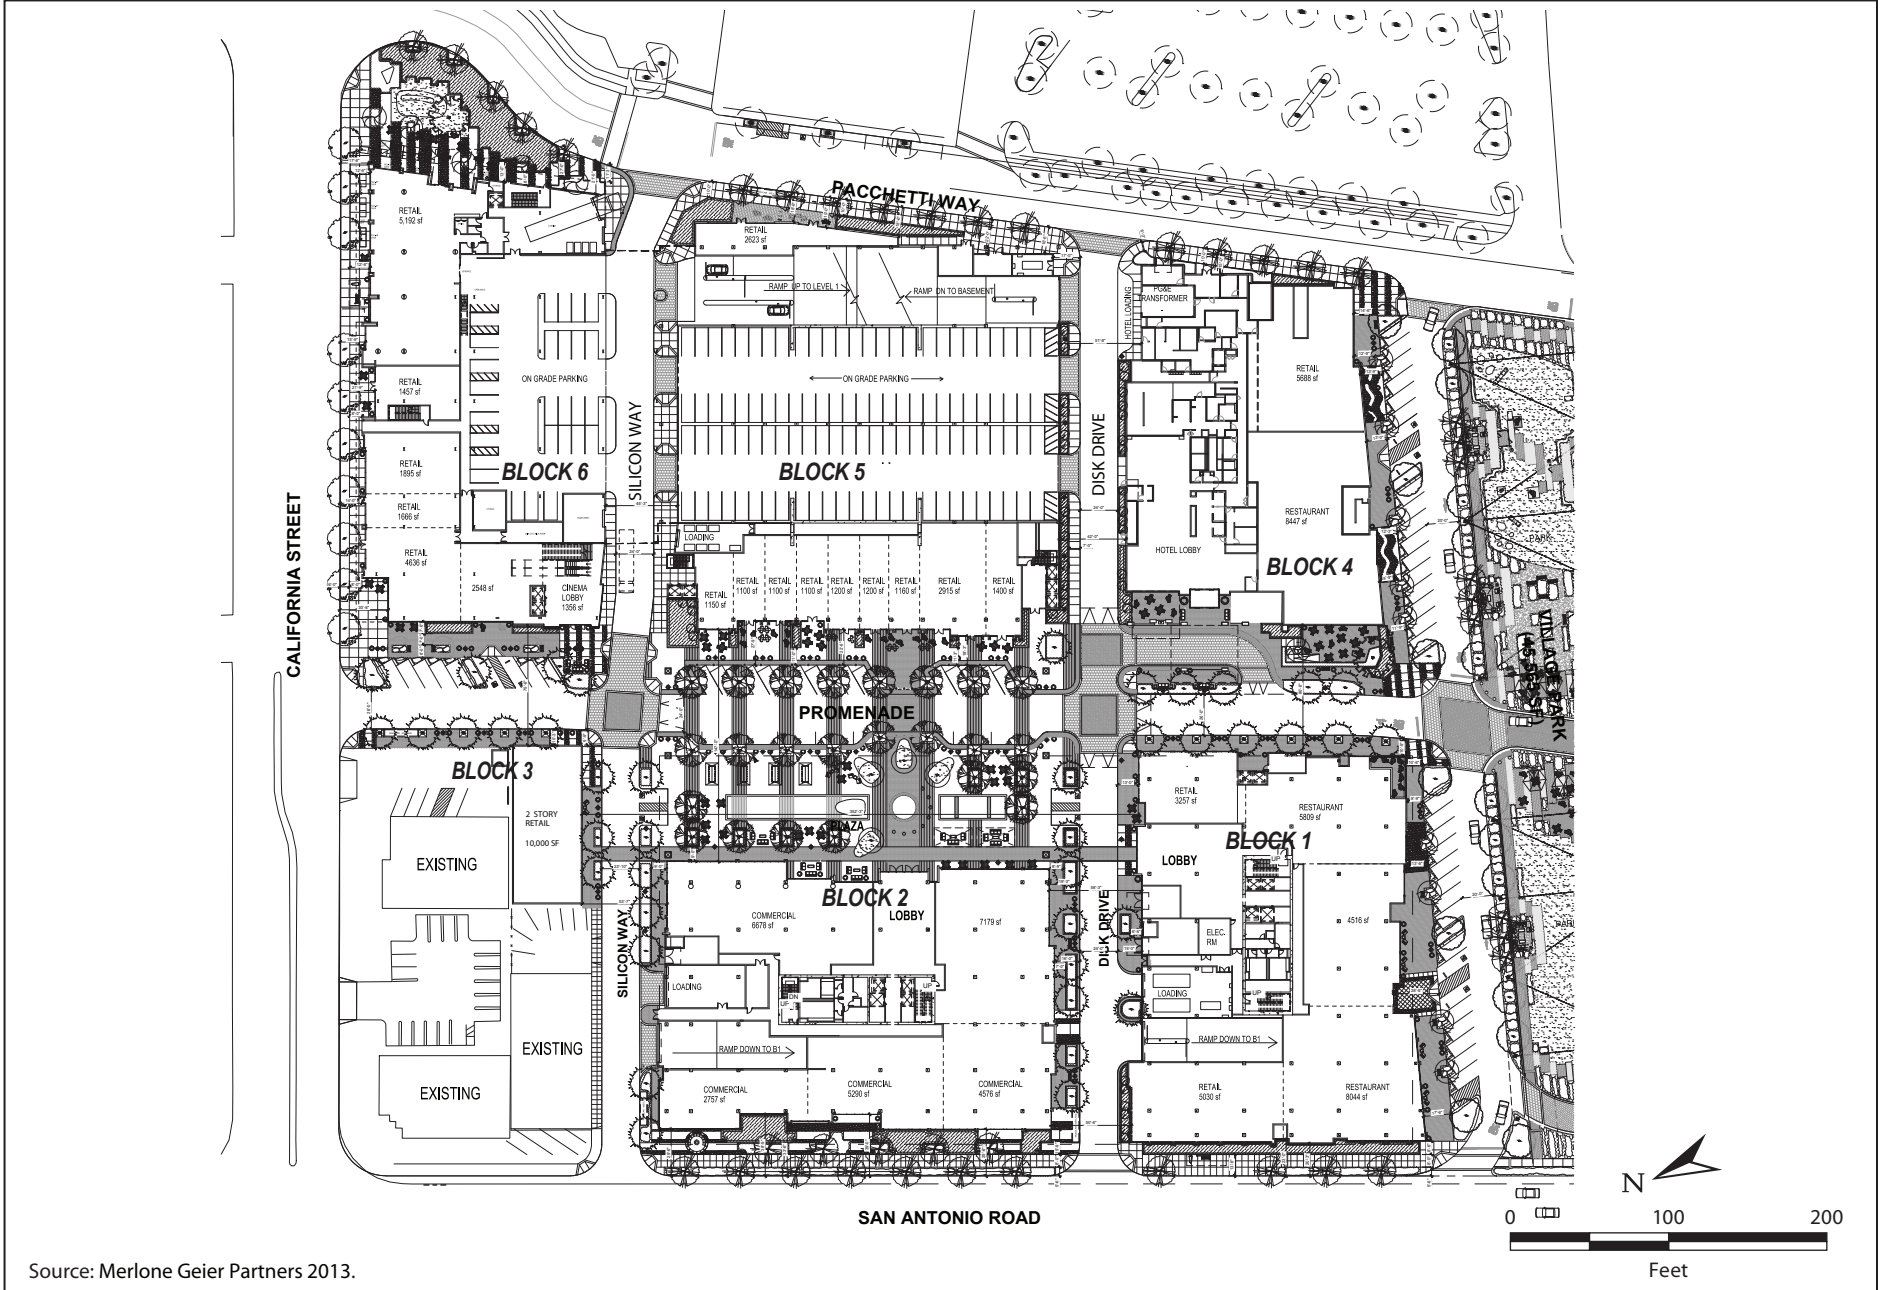 PACCHETTI WAY
RETAIL
5,192 sf
RETAIL
2623 sf
RAMP UP TO LEVEL 1
RAMP DN TO BASEMENT
HOTEL LOADING
PG&E
TRANSFORMER
RETAIL
1457 sf
ON GRADE PARKING
ON GRADE PARKING
RETAIL
5688 sf
RETAIL
1895 sf
BLOCK 6
SILICON WAY
BLOCK 5
DISK DRIVE
RETAIL
1666 sf
RESTAURANT
8447 sf
CALIFORNIA STREET
RETAIL
4636 sf
LOADING
HOTEL LOBBY
BLOCK 4
PARK
2548 sf
CINEMA
LOBBY
1356 sf
RETAIL
1150 sf
RETAIL
1100 sf
RETAIL
1100 sf
RETAIL
1100 sf
RETAIL
1200 sf
RETAIL
1200 sf
RETAIL
1160 sf
RETAIL
2915 sf
RETAIL
1400 sf
VILLAGE PARK
PROMENADE
BLOCK 3
2 STORY
RETAIL
10,000 SF
EXISTING
PLAZA
RETAIL
3257 sf
RESTAURANT
5809 sf
BLOCK 1
LOBBY
UP
BLOCK 2
LOBBY
COMMERCIAL
6678 sf
7179 sf
4516 sf
ELEC.
RM
SILICON WAY
DISK DRIVE
LOADING
DN
UP
UP
LOADING
UP
EXISTING
RAMP DOWN TO B1
RAMP DOWN TO B1
EXISTING
COMMERCIAL
2757 sf
COMMERCIAL
5290 sf
COMMERCIAL
4576 sf
RETAIL
5030 sf
RESTAURANT
8044 sf
SAN ANTONIO ROAD
N
0 100 200
Feet
Source: Merlone Geier Partners 2013.